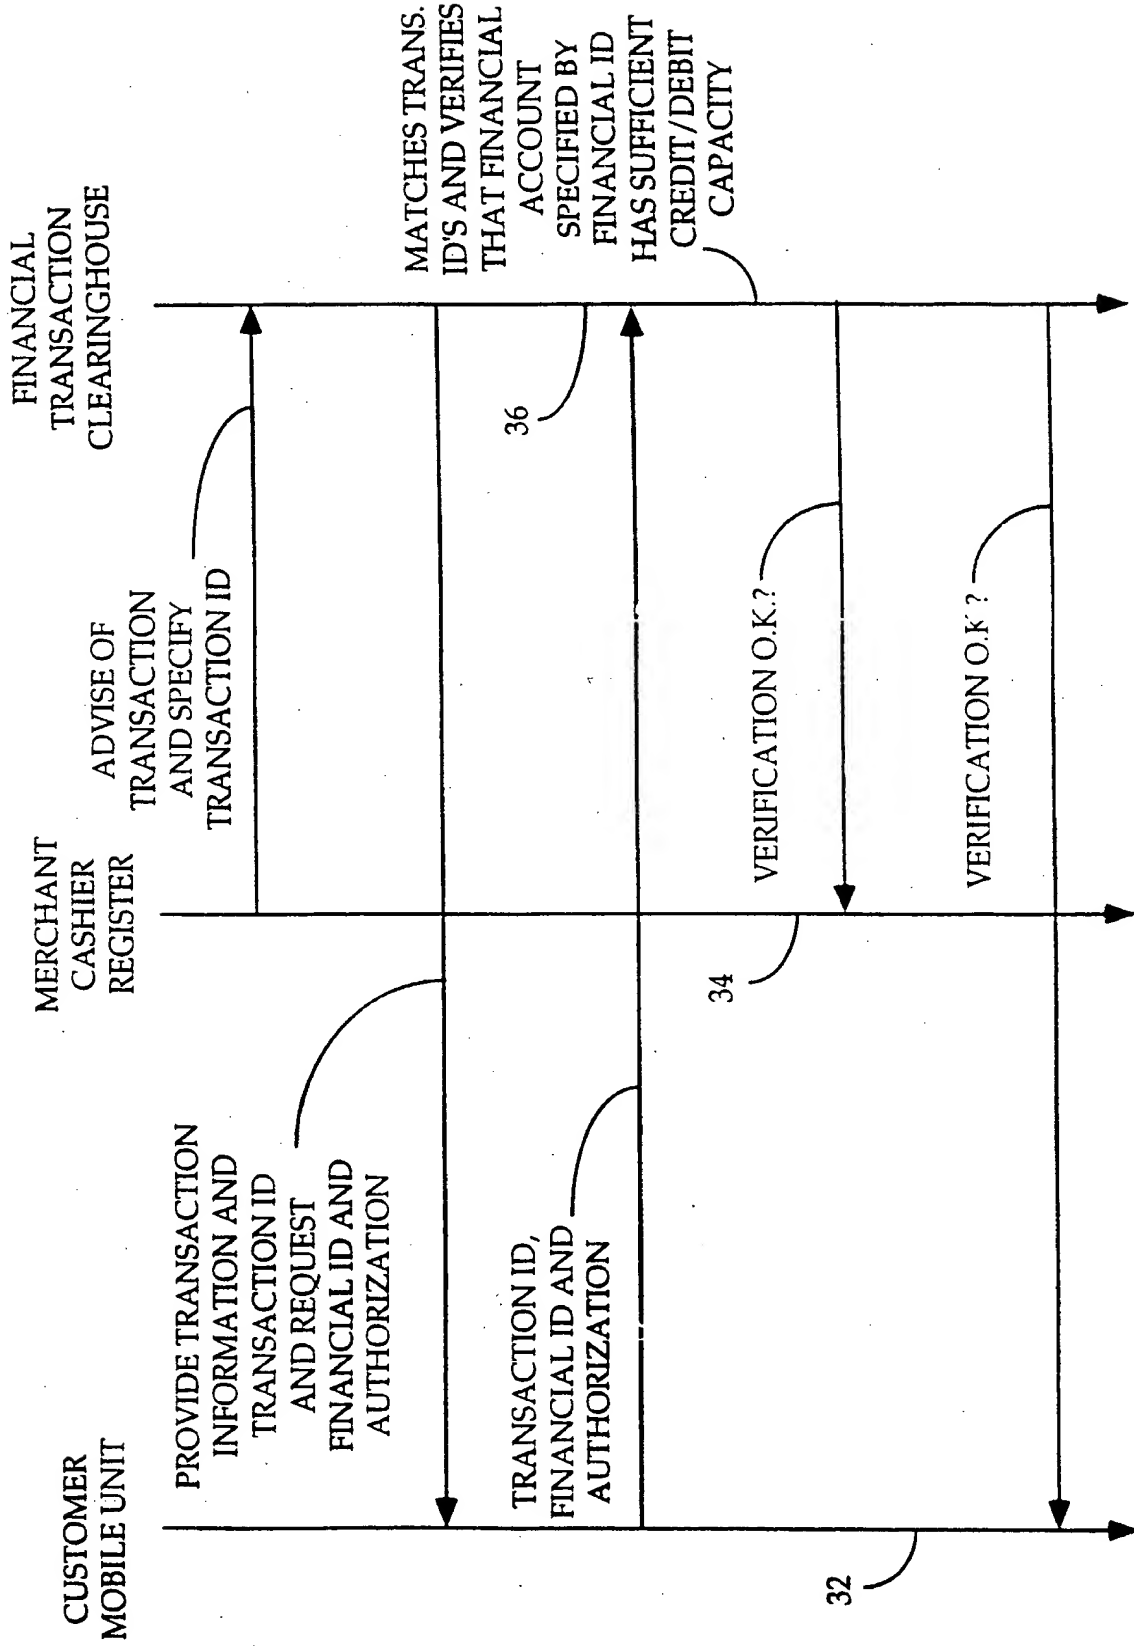 CUSTOMER
MOBILE UNIT
MERCHANT
CASHIER
REGISTER
FINANCIAL
TRANSACTION
CLEARINGHOUSE
ADVISE OF
TRANSACTION
AND SPECIFY
TRANSACTION ID
PROVIDE TRANSACTION
INFORMATION AND
TRANSACTION ID
AND REQUEST
FINANCIAL ID AND
AUTHORIZATION
MATCHES TRANS.
ID'S AND VERIFIES
THAT FINANCIAL
ACCOUNT
SPECIFIED BY
FINANCIAL ID
HAS SUFFICIENT
CREDIT/DEBIT
CAPACITY
36
TRANSACTION ID,
FINANCIAL ID AND
AUTHORIZATION
34
VERIFICATION O.K.?
32
VERIFICATION O.K ?